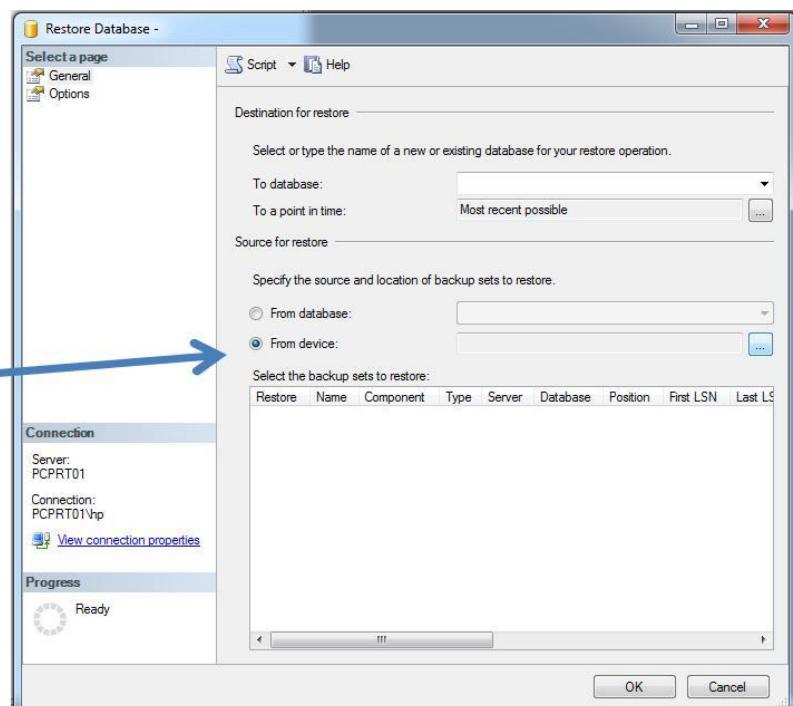 Restore Database -
Select a page
General
Options
Script
Help
Destination for restore
Select or type the name of a new or existing database for your restore operation.
To database:
To a point in time:
Most recent possible
...
Source for restore
Specify the source and location of backup sets to restore.
From database:
From device:
...
Select the backup sets to restore:
Restore Name Component Type Server Database Position First LSN Last LS
Connection
Server:
PCPRT01
Connection:
PCPRT01\hp
View connection properties
Progress
Ready
OK
Cancel